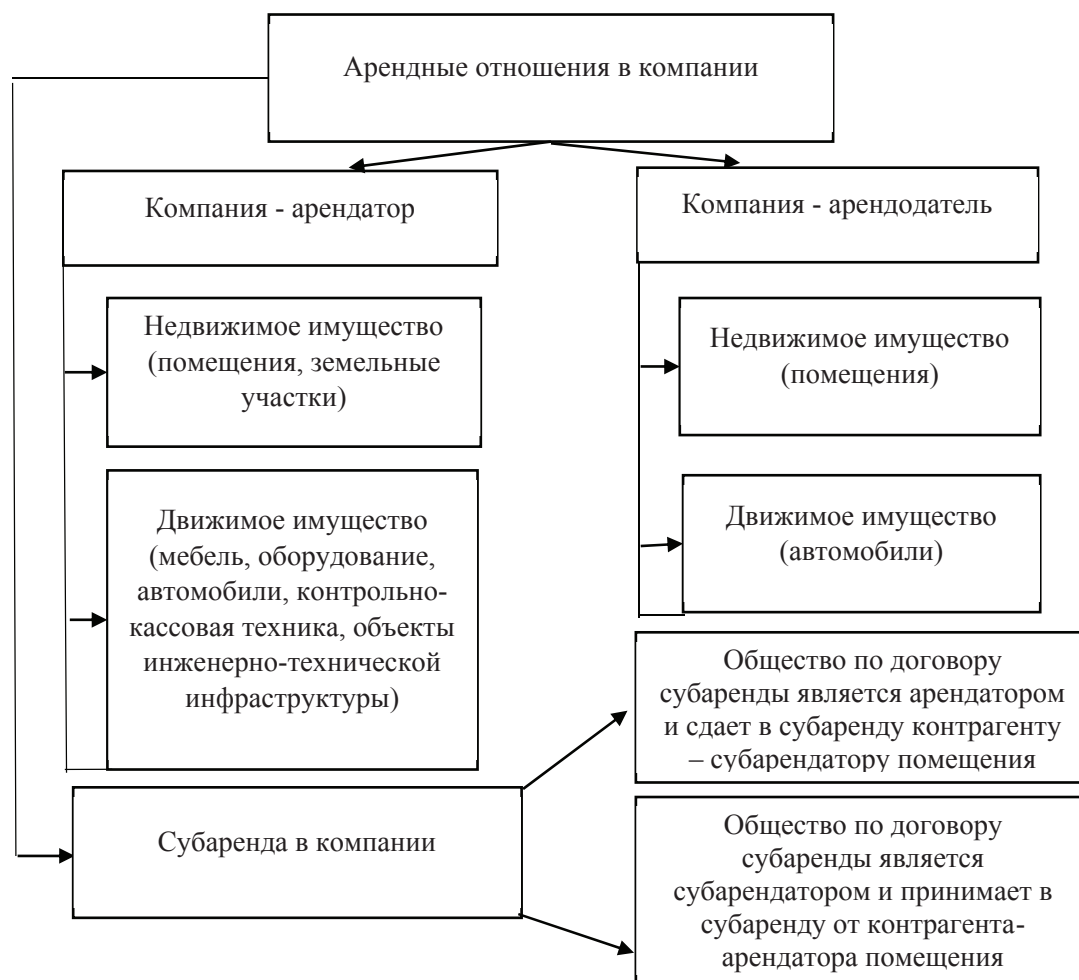 Арендные отношения в компании
Компания - арендатор
Компания - арендодатель
Недвижимое имущество
(помещения, земельные
участки)
Недвижимое имущество
(помещения)
Движимое имущество
(мебель, оборудование,
автомобили, контрольно-
кассовая техника, объекты
инженерно-технической
инфраструктуры)
Движимое имущество
(автомобили)
Общество по договору
субаренды является арендатором
и сдает в субаренду контрагенту
– субарендатору помещения
Субаренда в компании
Общество по договору
субаренды является
субарендатором и принимает в
субаренду от контрагента-
арендатора помещения